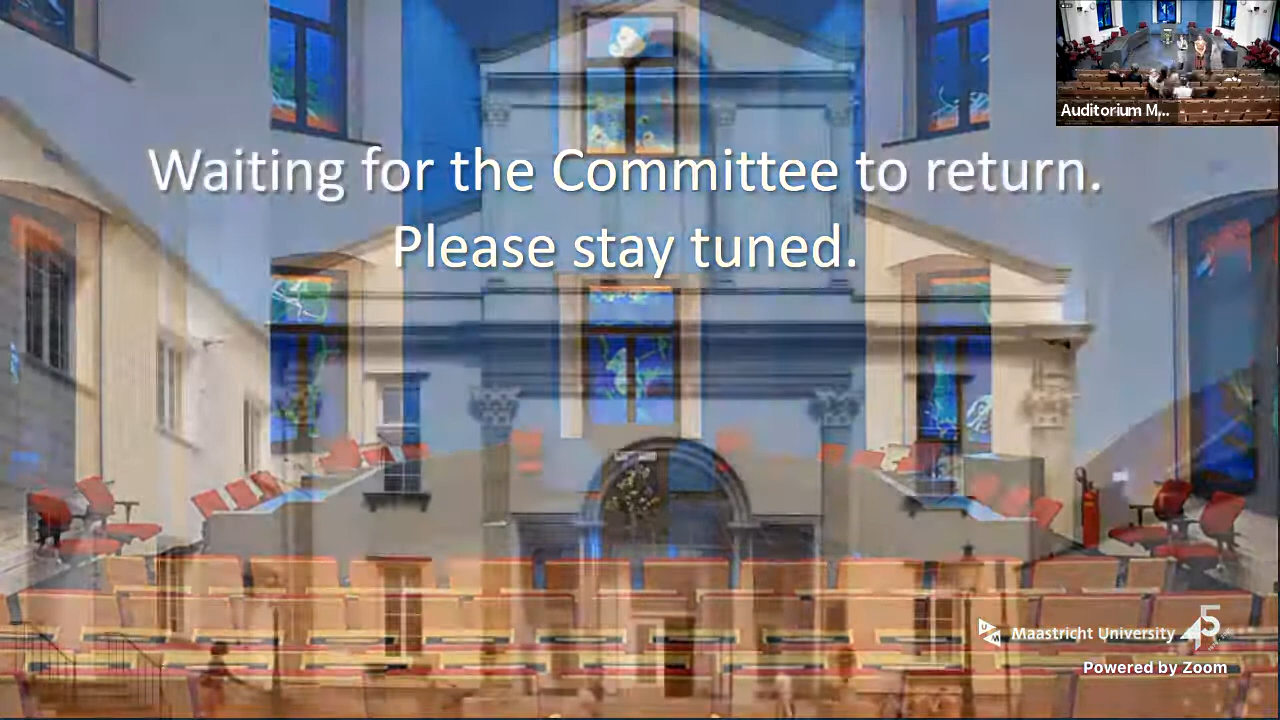 Auditorium M...
Waiting for the Committee to return.
Please stay tuned.
Maastricht University
45
Powered by Zoom